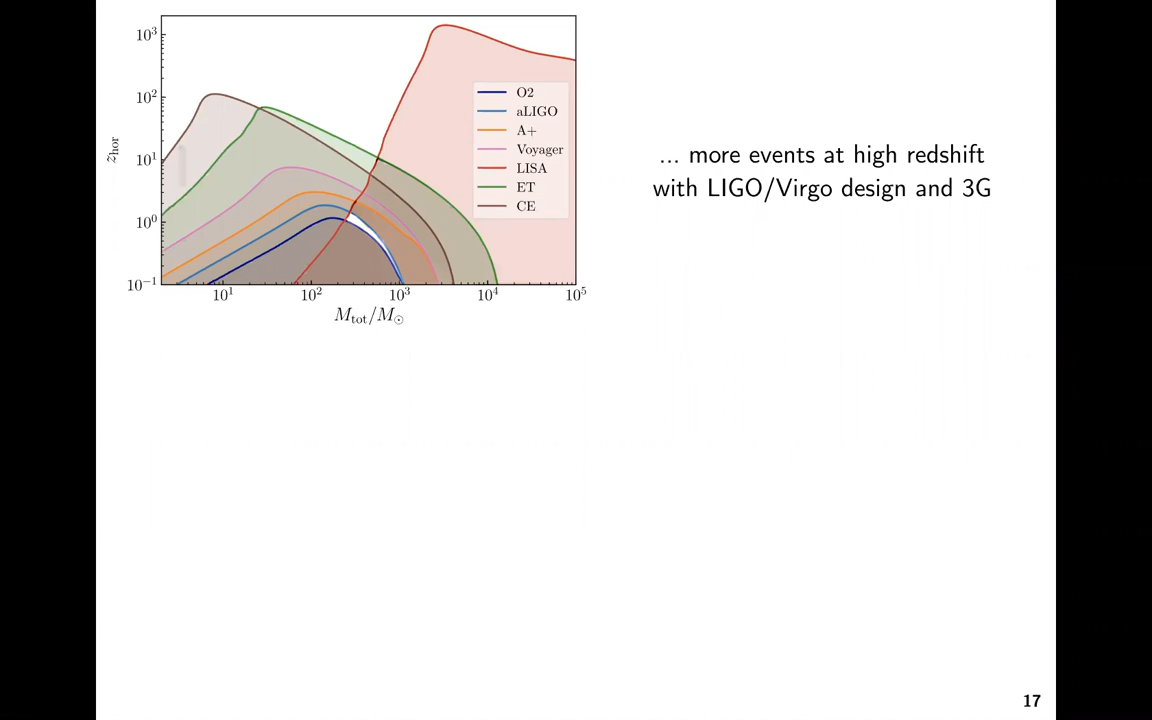 10³
10²
10¹
10⁰
10⁻¹
z_hor
O2
aLIGO
A+
Voyager
LISA
ET
CE
10¹ 10² 10³ 10⁴ 10⁵
M_tot/M_☉
... more events at high redshift
with LIGO/Virgo design and 3G
17